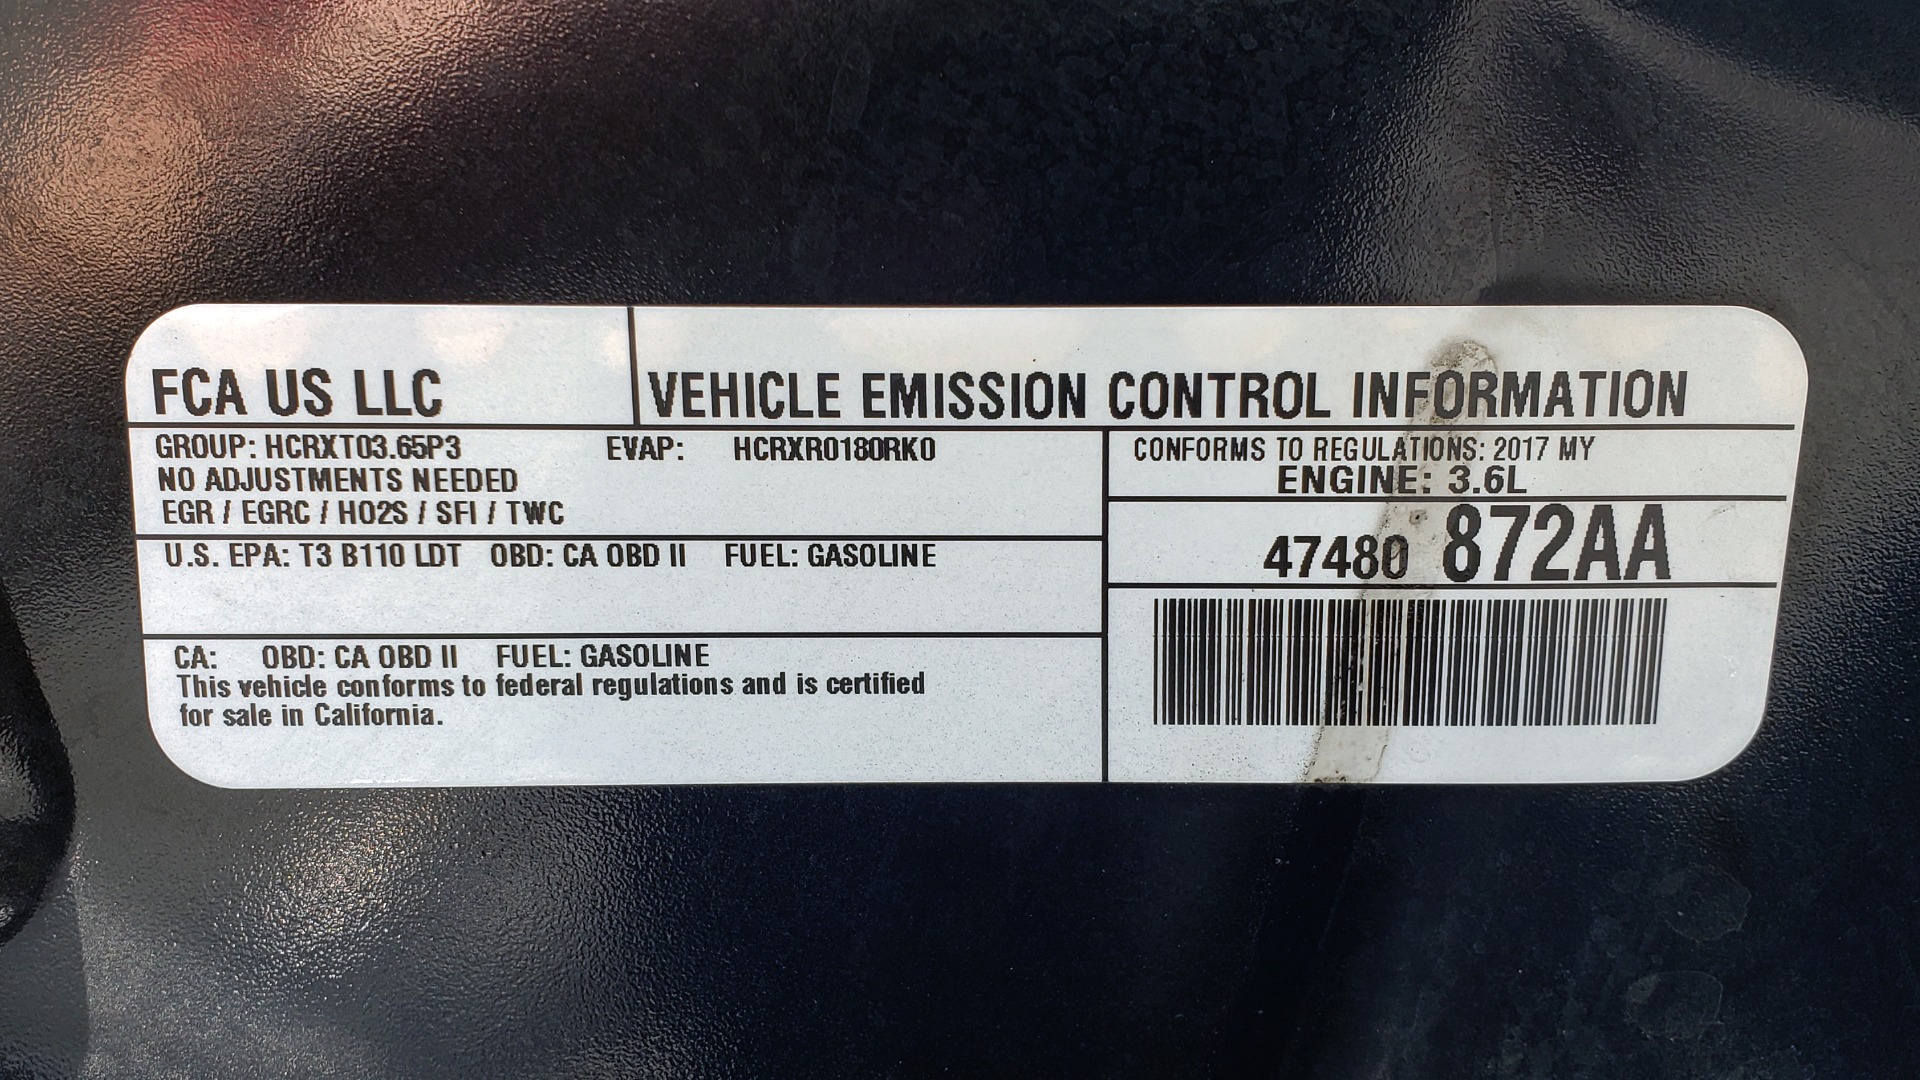 FCA US LLC
VEHICLE EMISSION CONTROL INFORMATION
GROUP: HCRXT03.65P3 EVAP: HCRXR0180RK0
NO ADJUSTMENTS NEEDED
EGR / EGRC / HO2S / SFI / TWC
U.S. EPA: T3 B110 LDT OBD: CA OBD II FUEL: GASOLINE
CA: OBD: CA OBD II FUEL: GASOLINE
This vehicle conforms to federal regulations and is certified
for sale in California.
CONFORMS TO REGULATIONS: 2017 MY
ENGINE: 3.6L
47480 872AA